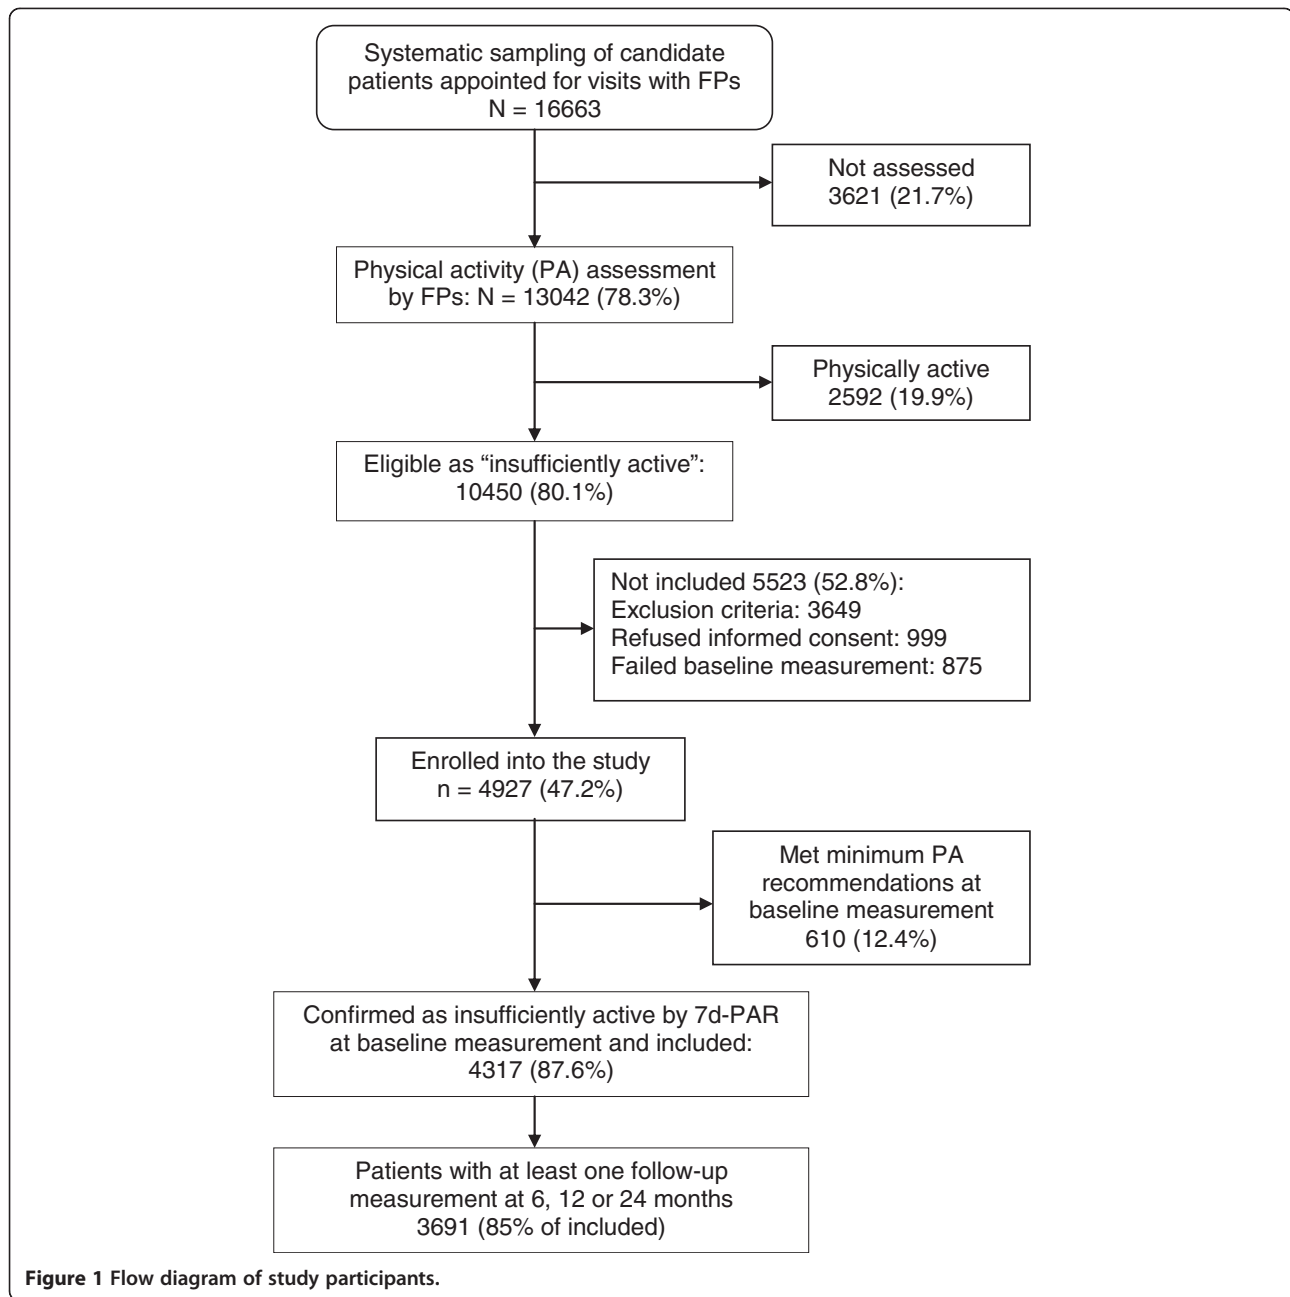 Systematic sampling of candidate
patients appointed for visits with FPs
N = 16663
Not assessed
3621 (21.7%)
Physical activity (PA) assessment
by FPs: N = 13042 (78.3%)
Physically active
2592 (19.9%)
Eligible as “insufficiently active”:
10450 (80.1%)
Not included 5523 (52.8%):
Exclusion criteria: 3649
Refused informed consent: 999
Failed baseline measurement: 875
Enrolled into the study
n = 4927 (47.2%)
Met minimum PA
recommendations at
baseline measurement
610 (12.4%)
Confirmed as insufficiently active by 7d-PAR
at baseline measurement and included:
4317 (87.6%)
Patients with at least one follow-up
measurement at 6, 12 or 24 months
3691 (85% of included)
Figure 1 Flow diagram of study participants.